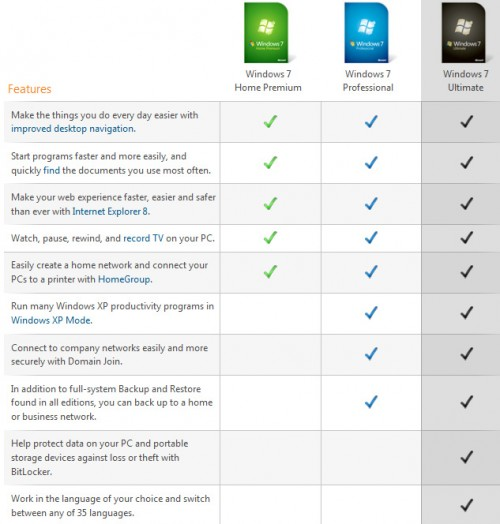 Windows 7
Windows 7
Windows 7
Features
Windows 7
Home Premium
Windows 7
Professional
Windows 7
Ultimate
Make the things you do every day easier with
improved desktop navigation.
Start programs faster and more easily, and
quickly find the documents you use most often.
Make your web experience faster, easier and safer
than ever with Internet Explorer 8.
Watch, pause, rewind, and record TV on your PC.
Easily create a home network and connect your
PCs to a printer with HomeGroup.
Run many Windows XP productivity programs in
Windows XP Mode.
Connect to company networks easily and more
securely with Domain Join.
In addition to full-system Backup and Restore
found in all editions, you can back up to a home
or business network.
Help protect data on your PC and portable
storage devices against loss or theft with
BitLocker.
Work in the language of your choice and switch
between any of 35 languages.